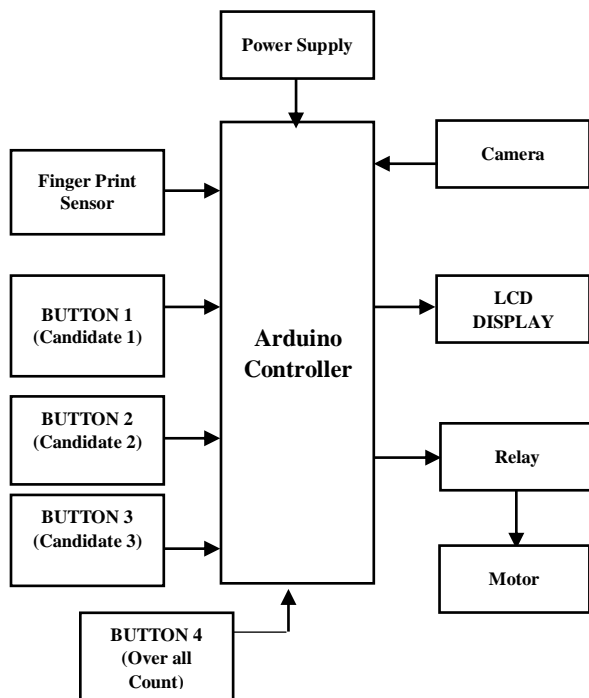 Power Supply
Finger Print
Sensor
Camera
BUTTON 1
(Candidate 1)
Arduino
Controller
LCD
DISPLAY
BUTTON 2
(Candidate 2)
Relay
BUTTON 3
(Candidate 3)
Motor
BUTTON 4
(Over all
Count)